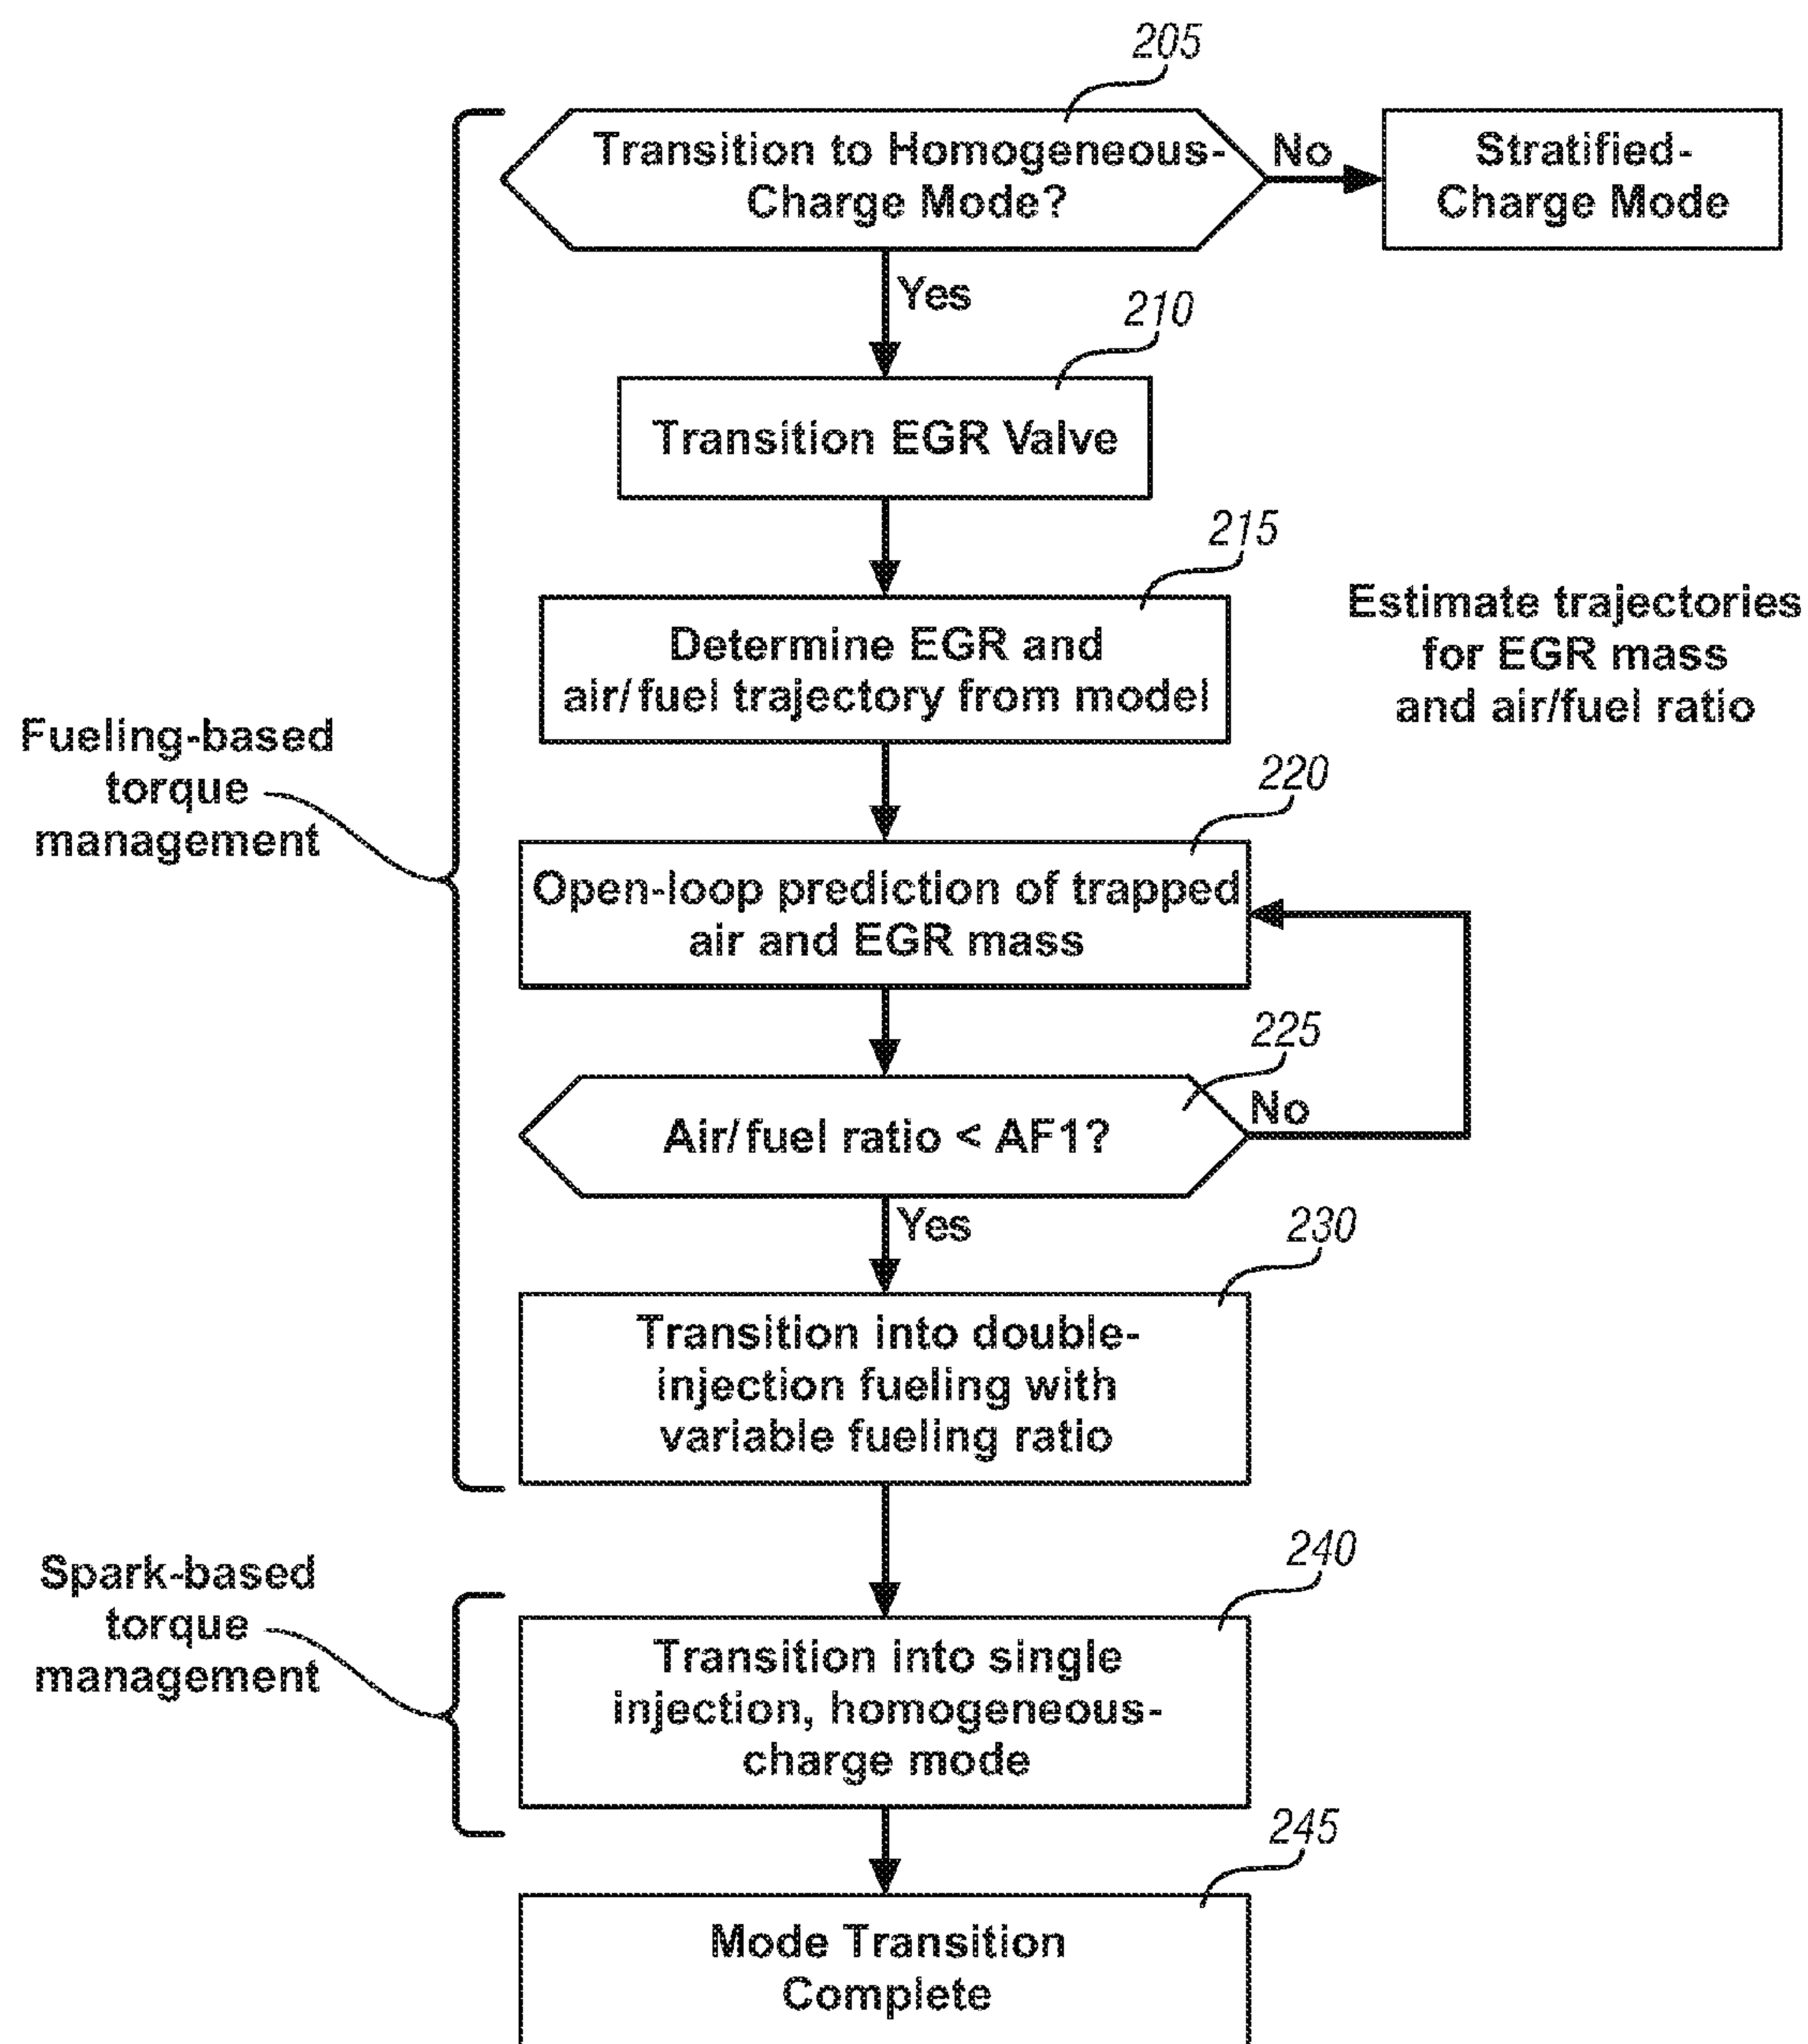 205
Transition to Homogeneous-
Charge Mode?
No
Stratified-
Charge Mode
Yes
210
Transition EGR Valve
215
Determine EGR and
air/fuel trajectory from model
Estimate trajectories
for EGR mass
and air/fuel ratio
Fueling-based
torque
management
220
Open-loop prediction of trapped
air and EGR mass
225
Air/fuel ratio < AF1?
No
Yes
230
Transition into double-
injection fueling with
variable fueling ratio
Spark-based
torque
management
240
Transition into single
injection, homogeneous-
charge mode
245
Mode Transition
Complete